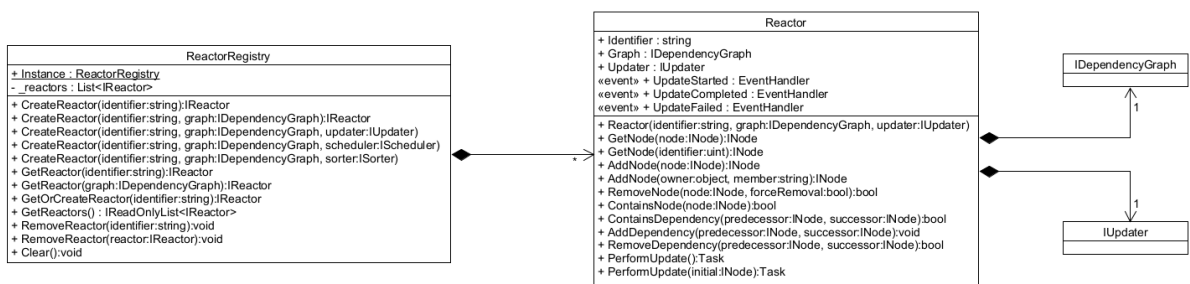 ReactorRegistry
+ Instance : ReactorRegistry
- _reactors : List<IReactor>
+ CreateReactor(identifier:string):IReactor
+ CreateReactor(identifier:string, graph:IDependencyGraph):IReactor
+ CreateReactor(identifier:string, graph:IDependencyGraph, updater:IUpdater)
+ CreateReactor(identifier:string, graph:IDependencyGraph, scheduler:IScheduler)
+ CreateReactor(identifier:string, graph:IDependencyGraph, sorter:ISorter)
+ GetReactor(identifier:string):IReactor
+ GetReactor(graph:IDependencyGraph):IReactor
+ GetOrCreateReactor(identifier:string):IReactor
+ GetReactors() : IReadOnlyList<IReactor>
+ RemoveReactor(identifier:string):void
+ RemoveReactor(reactor:IReactor):void
+ Clear():void
*
Reactor
+ Identifier : string
+ Graph : IDependencyGraph
+ Updater : IUpdater
«event» + UpdateStarted : EventHandler
«event» + UpdateCompleted : EventHandler
«event» + UpdateFailed : EventHandler
+ Reactor(identifier:string, graph:IDependencyGraph, updater:IUpdater)
+ GetNode(node:INode):INode
+ GetNode(identifier:uint):INode
+ AddNode(node:INode):INode
+ AddNode(owner:object, member:string):INode
+ RemoveNode(node:INode, forceRemoval:bool):bool
+ ContainsNode(node:INode):bool
+ ContainsDependency(predecessor:INode, successor:INode):bool
+ AddDependency(predecessor:INode, successor:INode):void
+ RemoveDependency(predecessor:INode, successor:INode):bool
+ PerformUpdate():Task
+ PerformUpdate(initial:INode):Task
IDependencyGraph
1
1
IUpdater